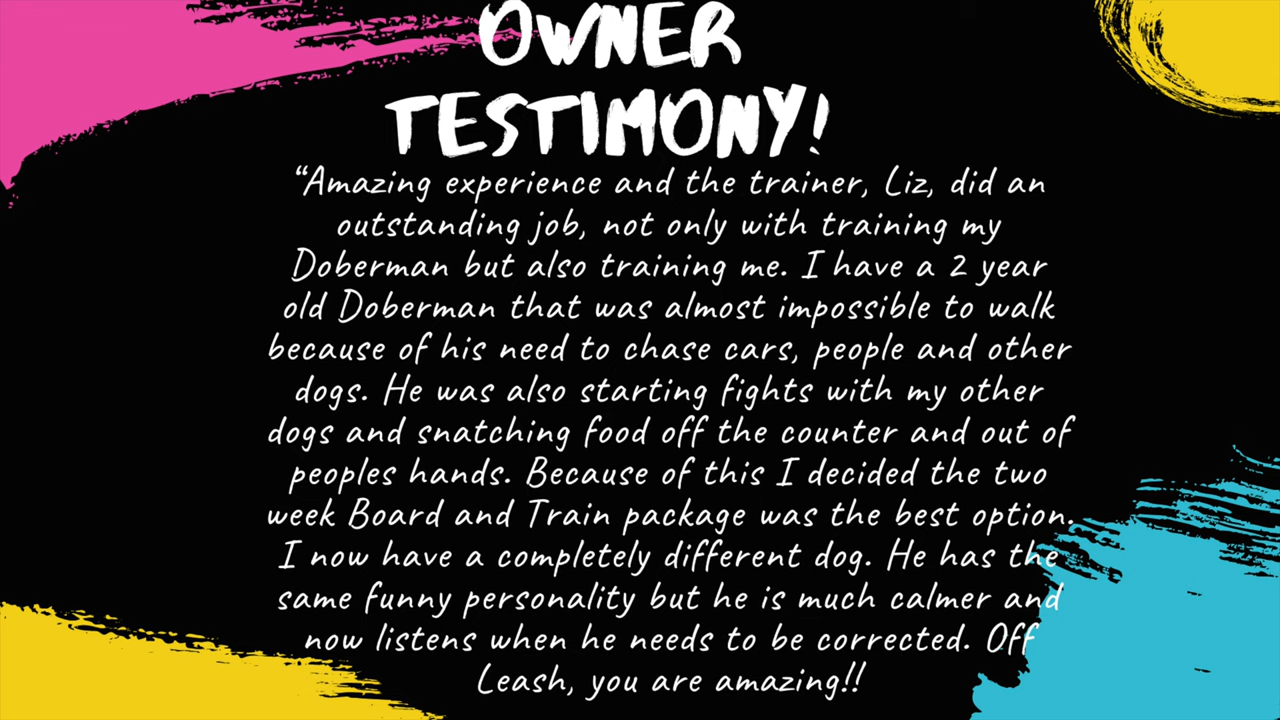 OWNER
TESTIMONY!
“Amazing experience and the trainer, Liz, did an
outstanding job, not only with training my
Doberman but also training me. I have a 2 year
old Doberman that was almost impossible to walk
because of his need to chase cars, people and other
dogs. He was also starting fights with my other
dogs and snatching food off the counter and out of
peoples hands. Because of this I decided the two
week Board and Train package was the best option.
I now have a completely different dog. He has the
same funny personality but he is much calmer and
now listens when he needs to be corrected. Off
Leash, you are amazing!!